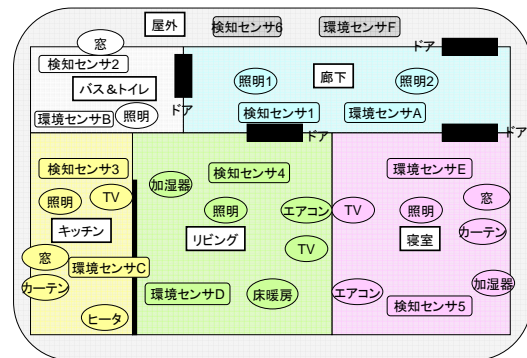 屋外
検知センサ6
環境センサF
窓
ドア
検知センサ2
バス&トイレ
照明1
廊下
照明2
環境センサB
照明
ドア
検知センサ1
環境センサA
ドア
検知センサ3
検知センサ4
環境センサE
加湿器
照明
TV
照明
エアコン
TV
照明
窓
キッチン
リビング
寝室
カーテン
窓
TV
環境センサC
カーテン
環境センサD
床暖房
エアコン
加湿器
検知センサ5
ヒータ